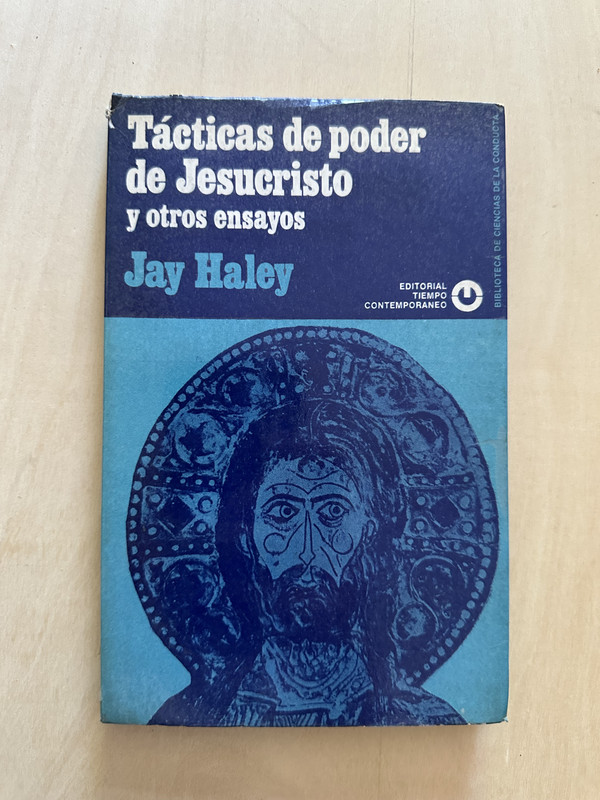 Tácticas de poder
de Jesucristo
y otros ensayos
Jay Haley
EDITORIAL
TIEMPO
CONTEMPORANEO
BIBLIOTECA DE CIENCIAS DE LA CONDUCTA